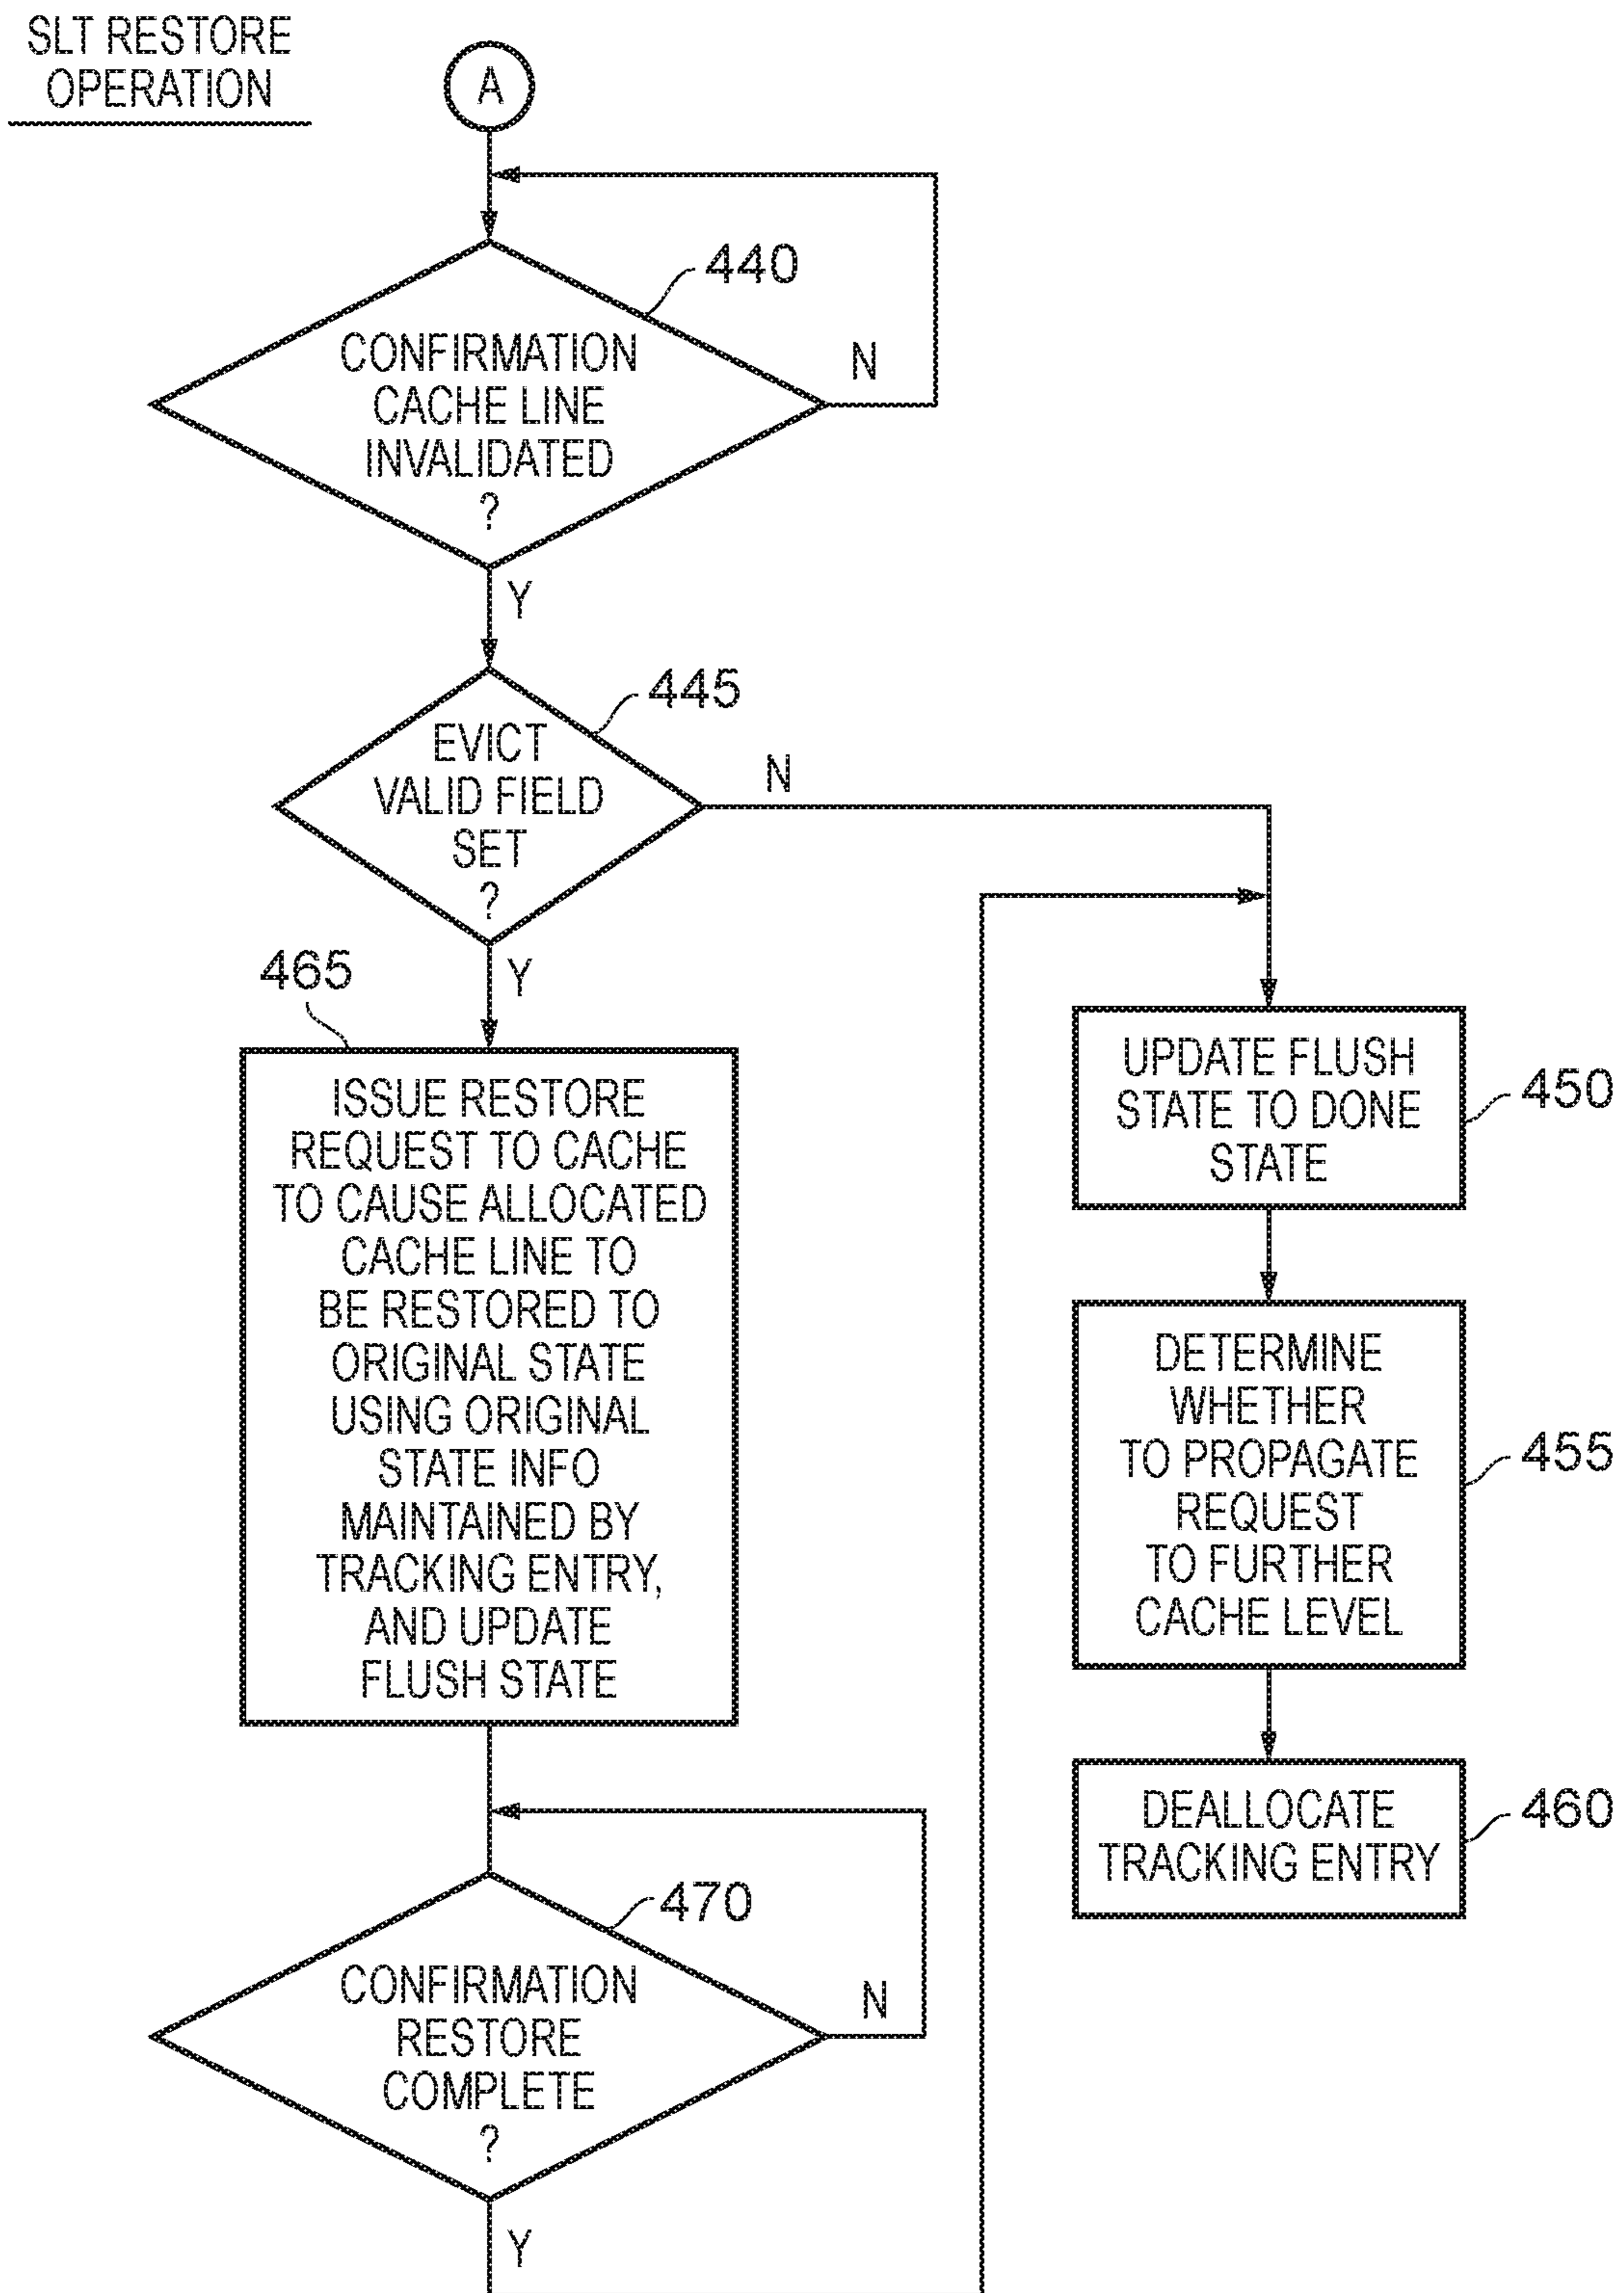 SLT RESTORE
OPERATION
A
440
CONFIRMATION
CACHE LINE
INVALIDATED
?
N
Y
445
EVICT
VALID FIELD
SET
?
N
Y
465
ISSUE RESTORE
REQUEST TO CACHE
TO CAUSE ALLOCATED
CACHE LINE TO
BE RESTORED TO
ORIGINAL STATE
USING ORIGINAL
STATE INFO
MAINTAINED BY
TRACKING ENTRY,
AND UPDATE
FLUSH STATE
470
CONFIRMATION
RESTORE
COMPLETE
?
N
Y
UPDATE FLUSH
STATE TO DONE
STATE
450
DETERMINE
WHETHER
TO PROPAGATE
REQUEST
TO FURTHER
CACHE LEVEL
455
DEALLOCATE
TRACKING ENTRY
460